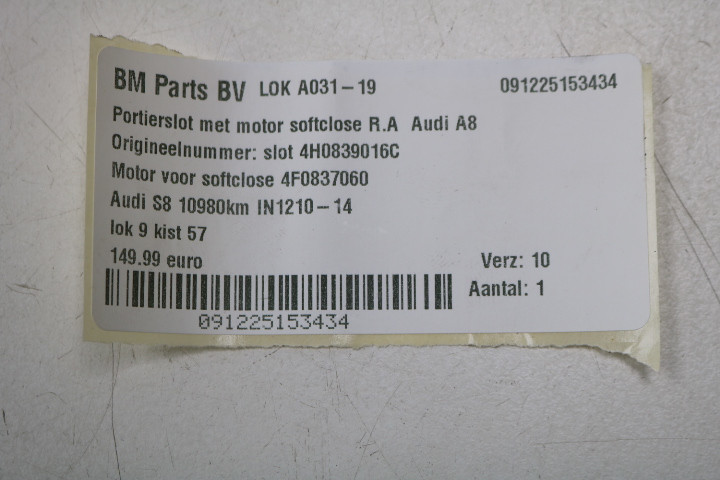 BM Parts BV LOK A031-19 091225153434
Portierslot met motor softclose R.A Audi A8
Origineelnummer: slot 4H0839016C
Motor voor softclose 4F0837060
Audi S8 10980km IN1210-14
lok 9 kist 57
149.99 euro Verz: 10
Aantal: 1
091225153434